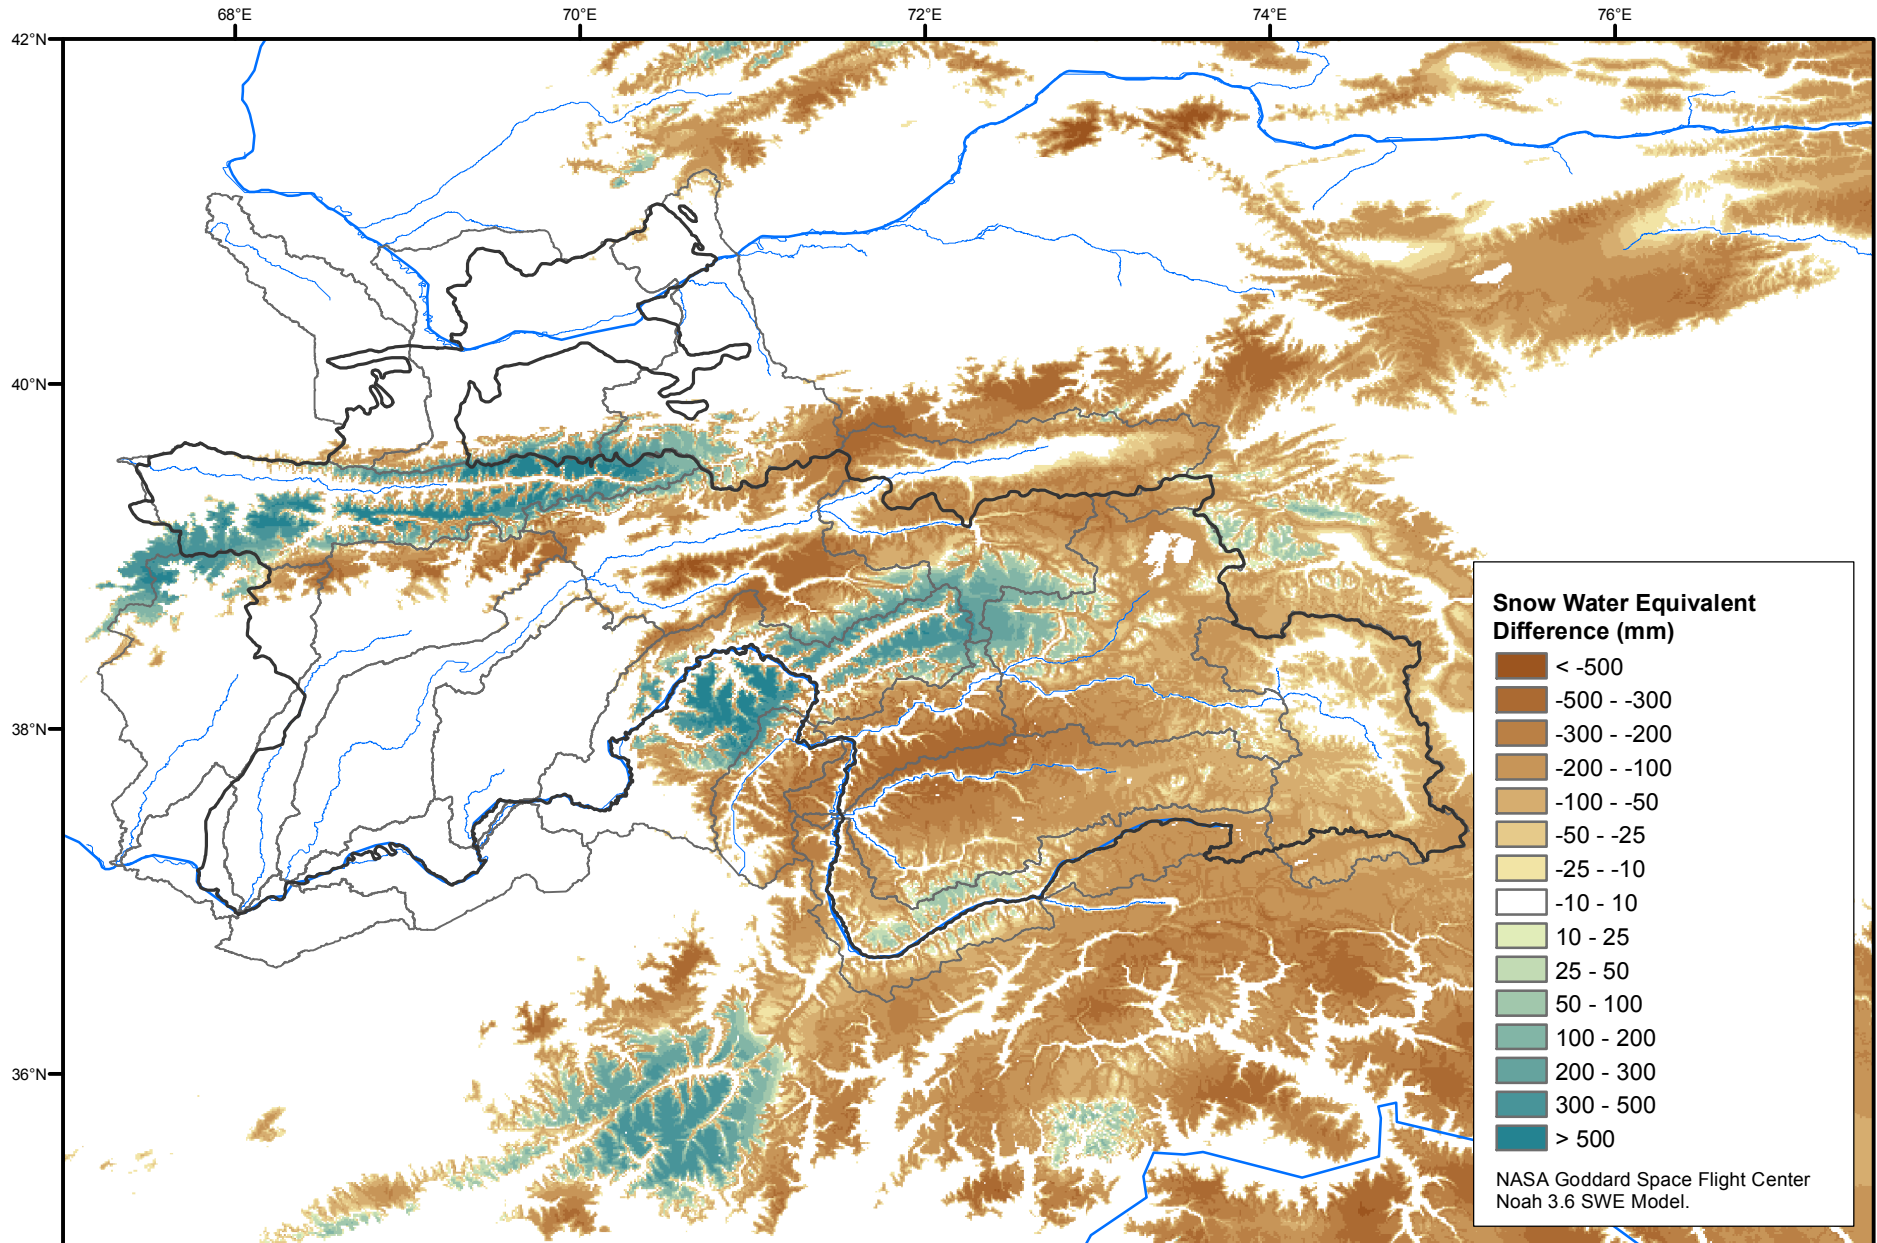 68°E 70°E 72°E 74°E 76°E
42°N
40°N
38°N
36°N
Snow Water Equivalent
Difference (mm)
< -500
-500 - -300
-300 - -200
-200 - -100
-100 - -50
-50 - -25
-25 - -10
-10 - 10
10 - 25
25 - 50
50 - 100
100 - 200
200 - 300
300 - 500
> 500
NASA Goddard Space Flight Center
Noah 3.6 SWE Model.